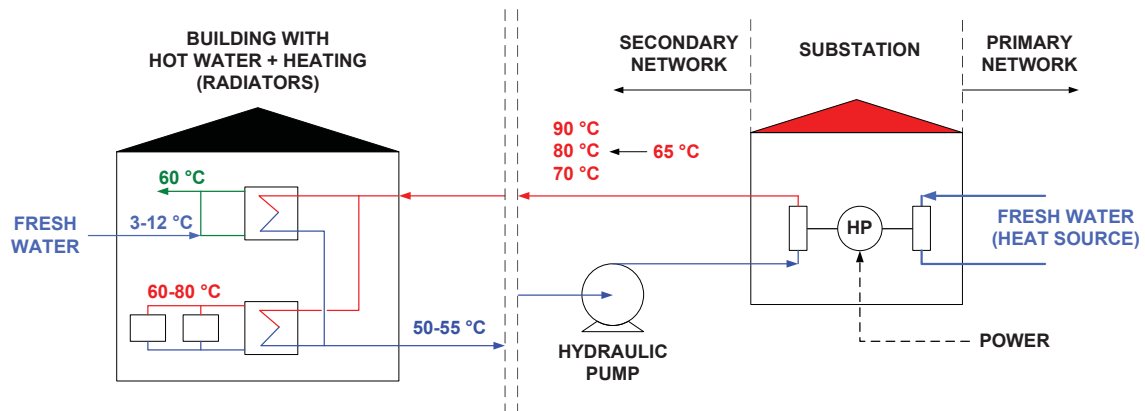 BUILDING WITH
HOT WATER + HEATING
(RADIATORS)
SECONDARY
NETWORK
SUBSTATION
PRIMARY
NETWORK
90 °C
80 °C
65 °C
70 °C
60 °C
FRESH
WATER
3-12 °C
60-80 °C
50-55 °C
HP
FRESH WATER
(HEAT SOURCE)
HYDRAULIC
PUMP
POWER